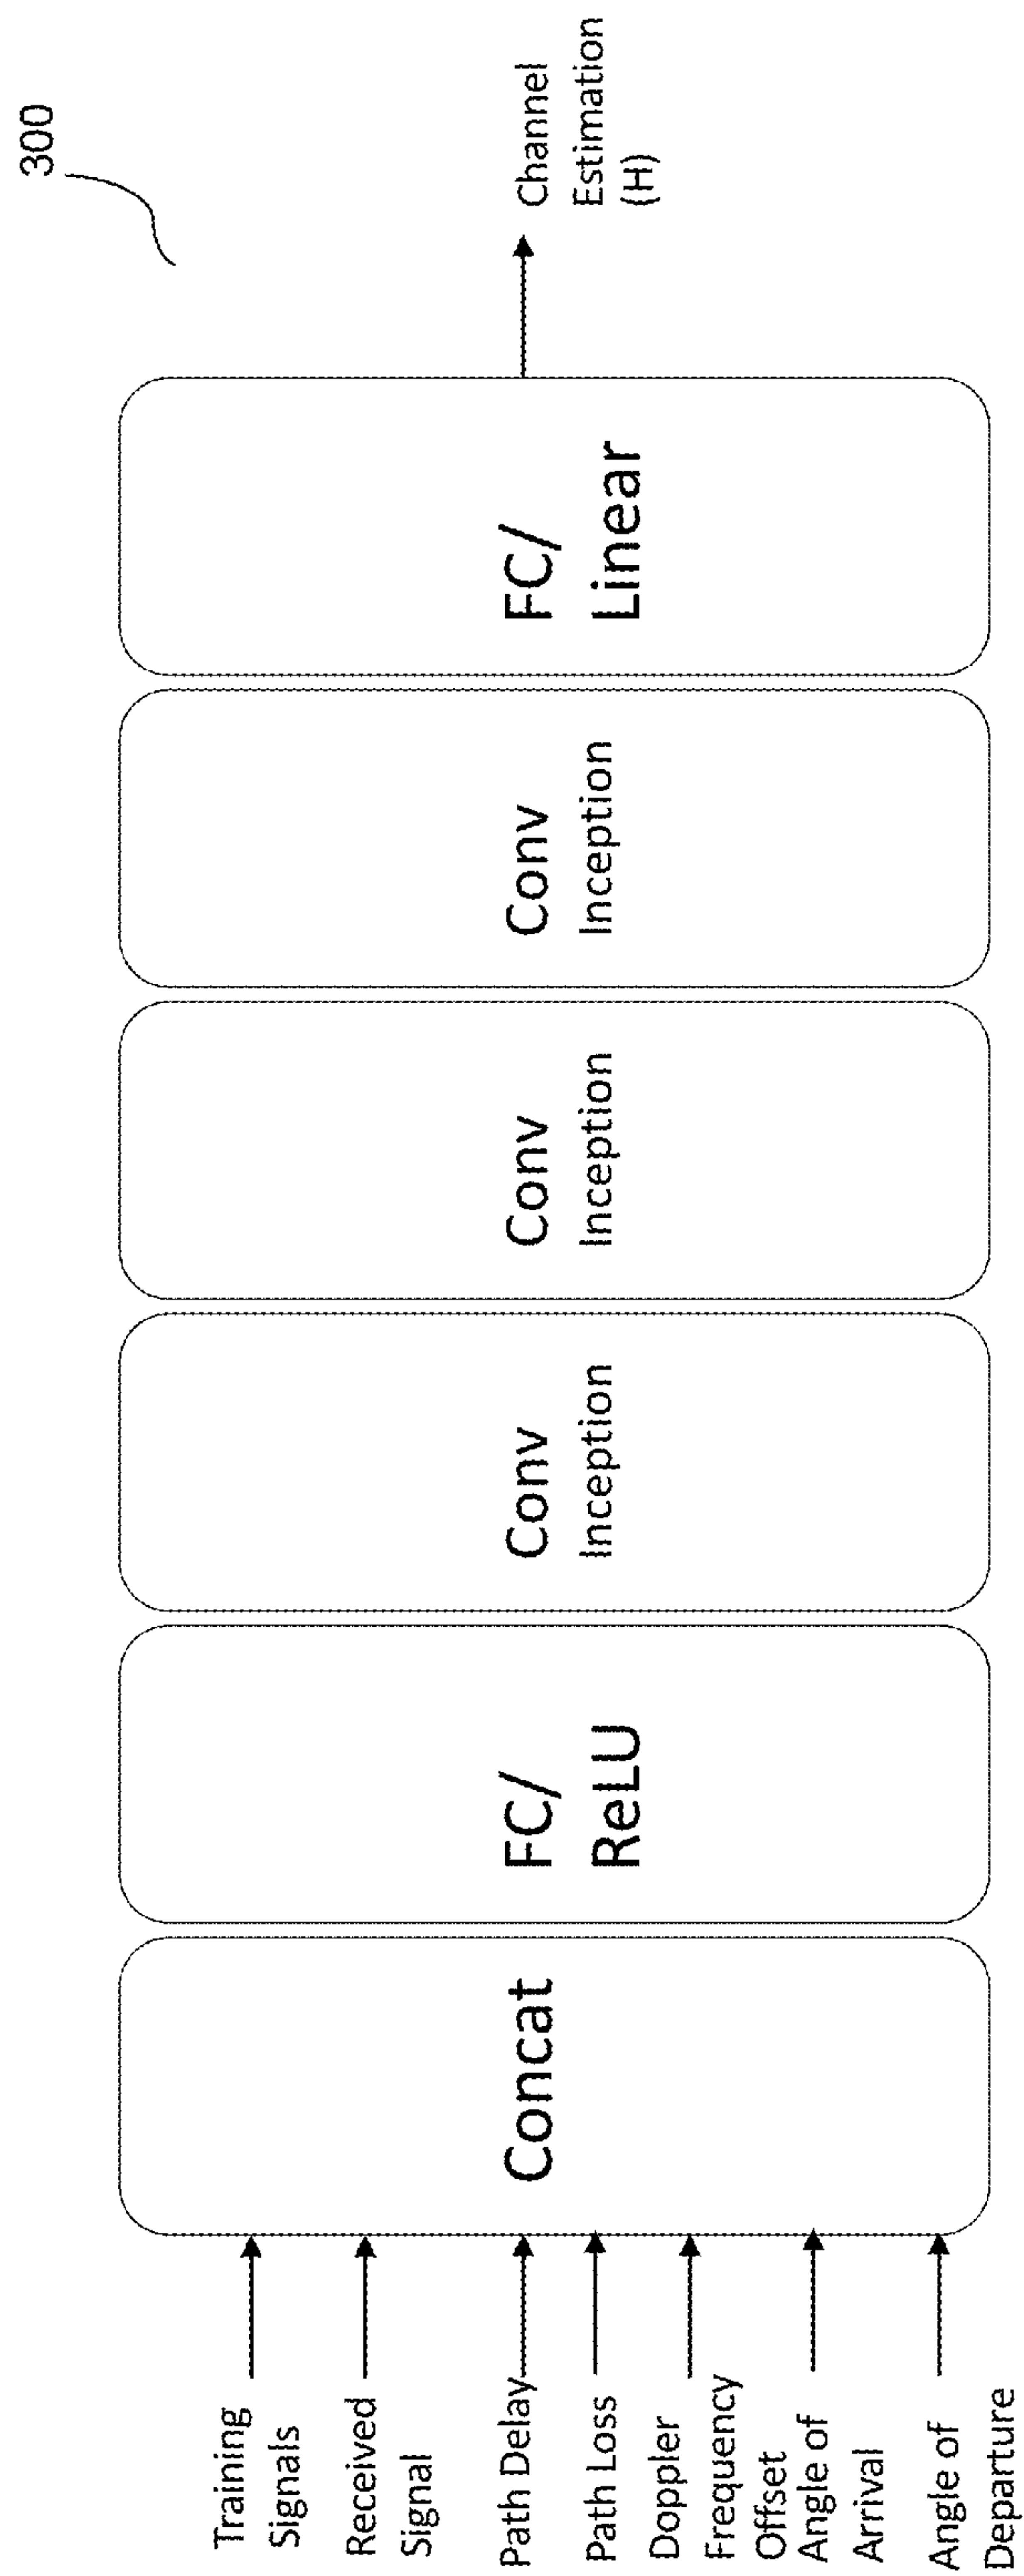 300
Training
Signals
Received
Signal
Path Delay
Path Loss
Doppler
Frequency
Offset
Angle of
Arrival
Angle of
Departure
Concat
FC/
ReLU
Conv
Inception
Conv
Inception
Conv
Inception
FC/
Linear
Channel
Estimation
(H)